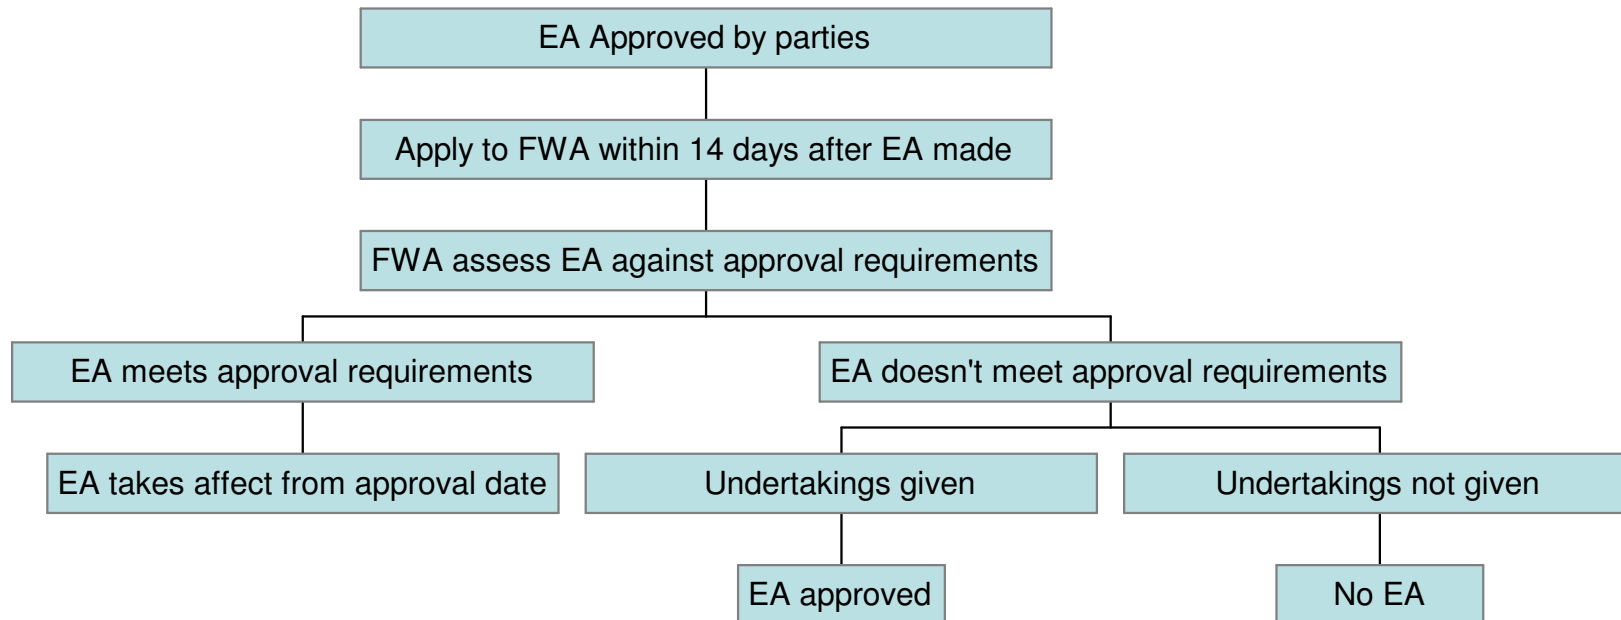 EA Approved by parties
Apply to FWA within 14 days after EA made
FWA assess EA against approval requirements
EA meets approval requirements
EA doesn't meet approval requirements
EA takes affect from approval date
Undertakings given
Undertakings not given
EA approved
No EA